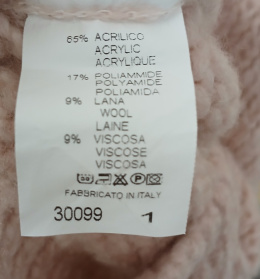 65% ACRILICO
ACRYLIC
ACRYLIQUE
17% POLIAMMIDE
POLYAMIDE
POLIAMIDA
9% LANA
WOOL
LAINE
9% VISCOSA
VISCOSE
VISCOSA
FABBRICATO IN ITALY
30099 1